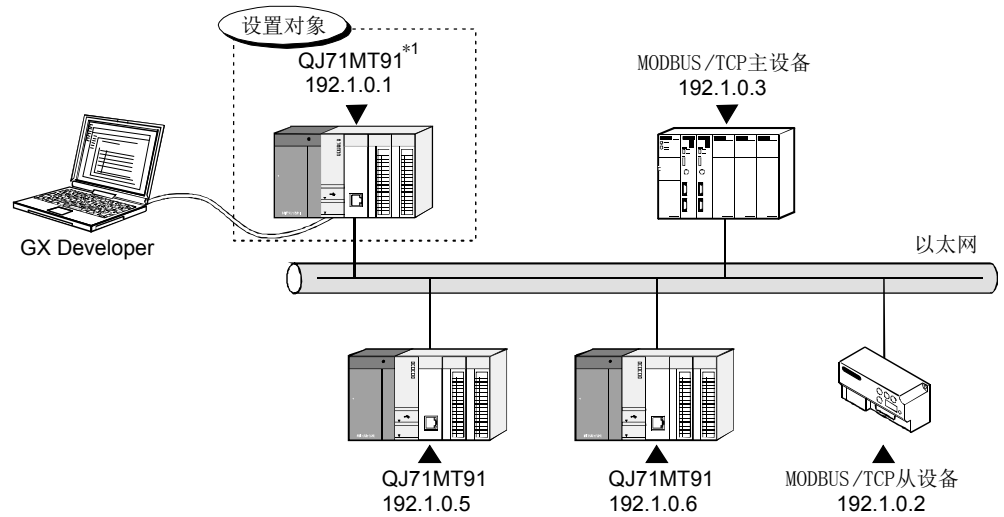 设置对象
QJ71MT91*1
192.1.0.1
MODBUS/TCP主设备
192.1.0.3
GX Developer
以太网
QJ71MT91
192.1.0.5
QJ71MT91
192.1.0.6
MODBUS/TCP从设备
192.1.0.2